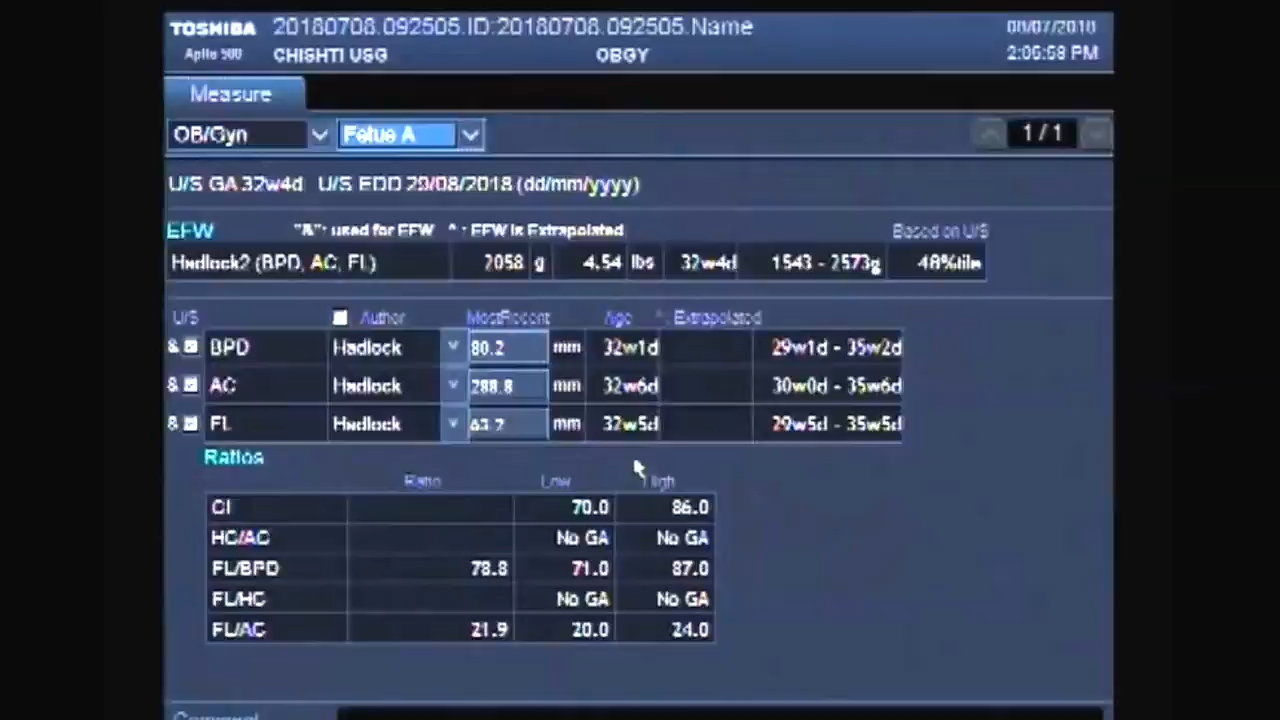 TOSHIBA 20180708.092505.ID:20180708.092505.Name
Aplio 500 CHISHTI USG OBGY 2:05:58 PM
Measure
OB/Gyn Fetus A 1 / 1
U/S GA 32w4d U/S EDD 29/08/2018 (dd/mm/yyyy)
EFW "&": used for EFW ^ : EFW is Extrapolated Based on U/S
Hadlock2 (BPD, AC, FL) 2058 g 4.54 lbs 32w4d 1543 - 2573g 48%tile
U/S Author MostRecent Age ^: Extrapolated
& BPD Hadlock 80.2 mm 32w1d 29w1d - 35w2d
& AC Hadlock 288.8 mm 32w6d 30w0d - 35w6d
& FL Hadlock 63.2 mm 32w5d 29w5d - 35w5d
Ratios
Ratio Low High
CI 70.0 86.0
HC/AC No GA No GA
FL/BPD 78.8 71.0 87.0
FL/HC No GA No GA
FL/AC 21.9 20.0 24.0